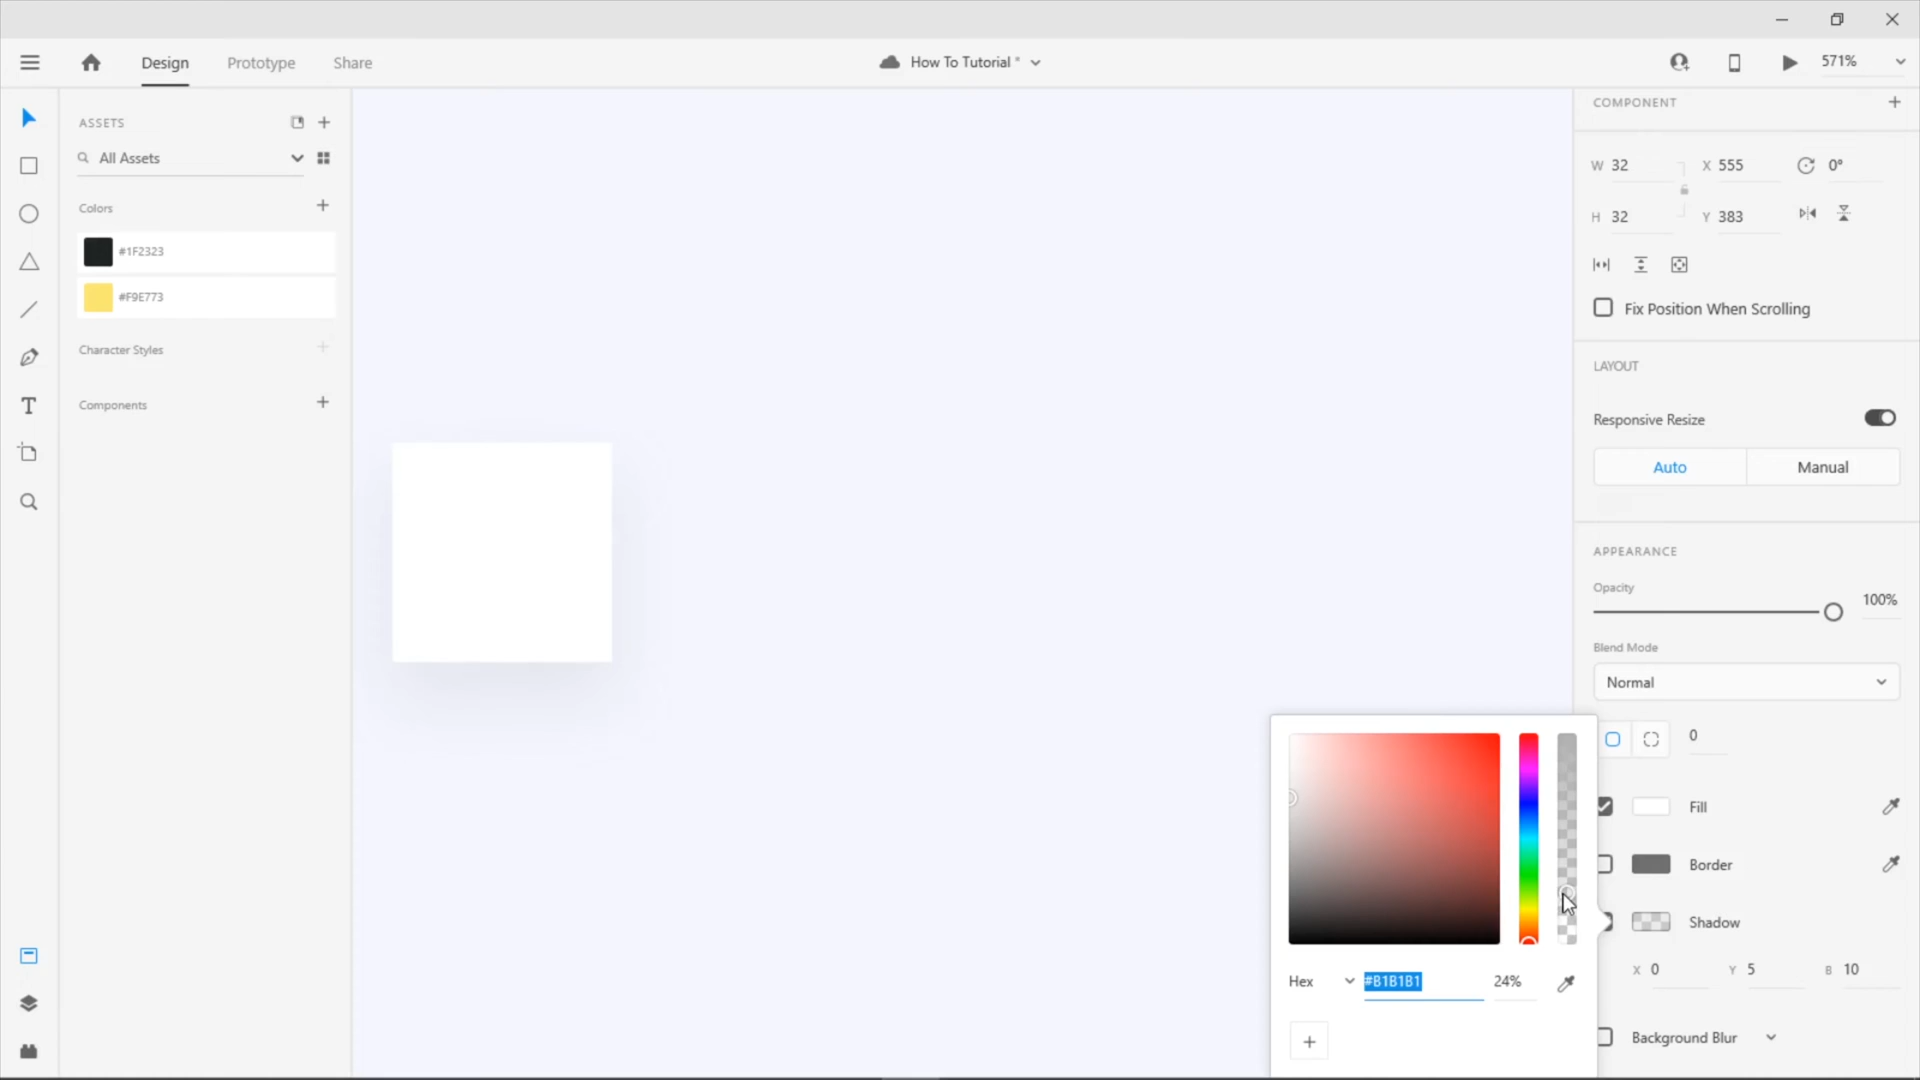 Design Prototype Share
How To Tutorial *
571%
ASSETS
All Assets
Colors
#1F2323
#F9E773
Character Styles
Components
COMPONENT
W 32 X 555 0°
H 32 Y 383
Fix Position When Scrolling
LAYOUT
Responsive Resize
Auto Manual
APPEARANCE
Opacity
100%
Blend Mode
Normal
0
Fill
Border
Shadow
X 0 Y 5 B 10
Hex #B1B1B1 24%
Background Blur